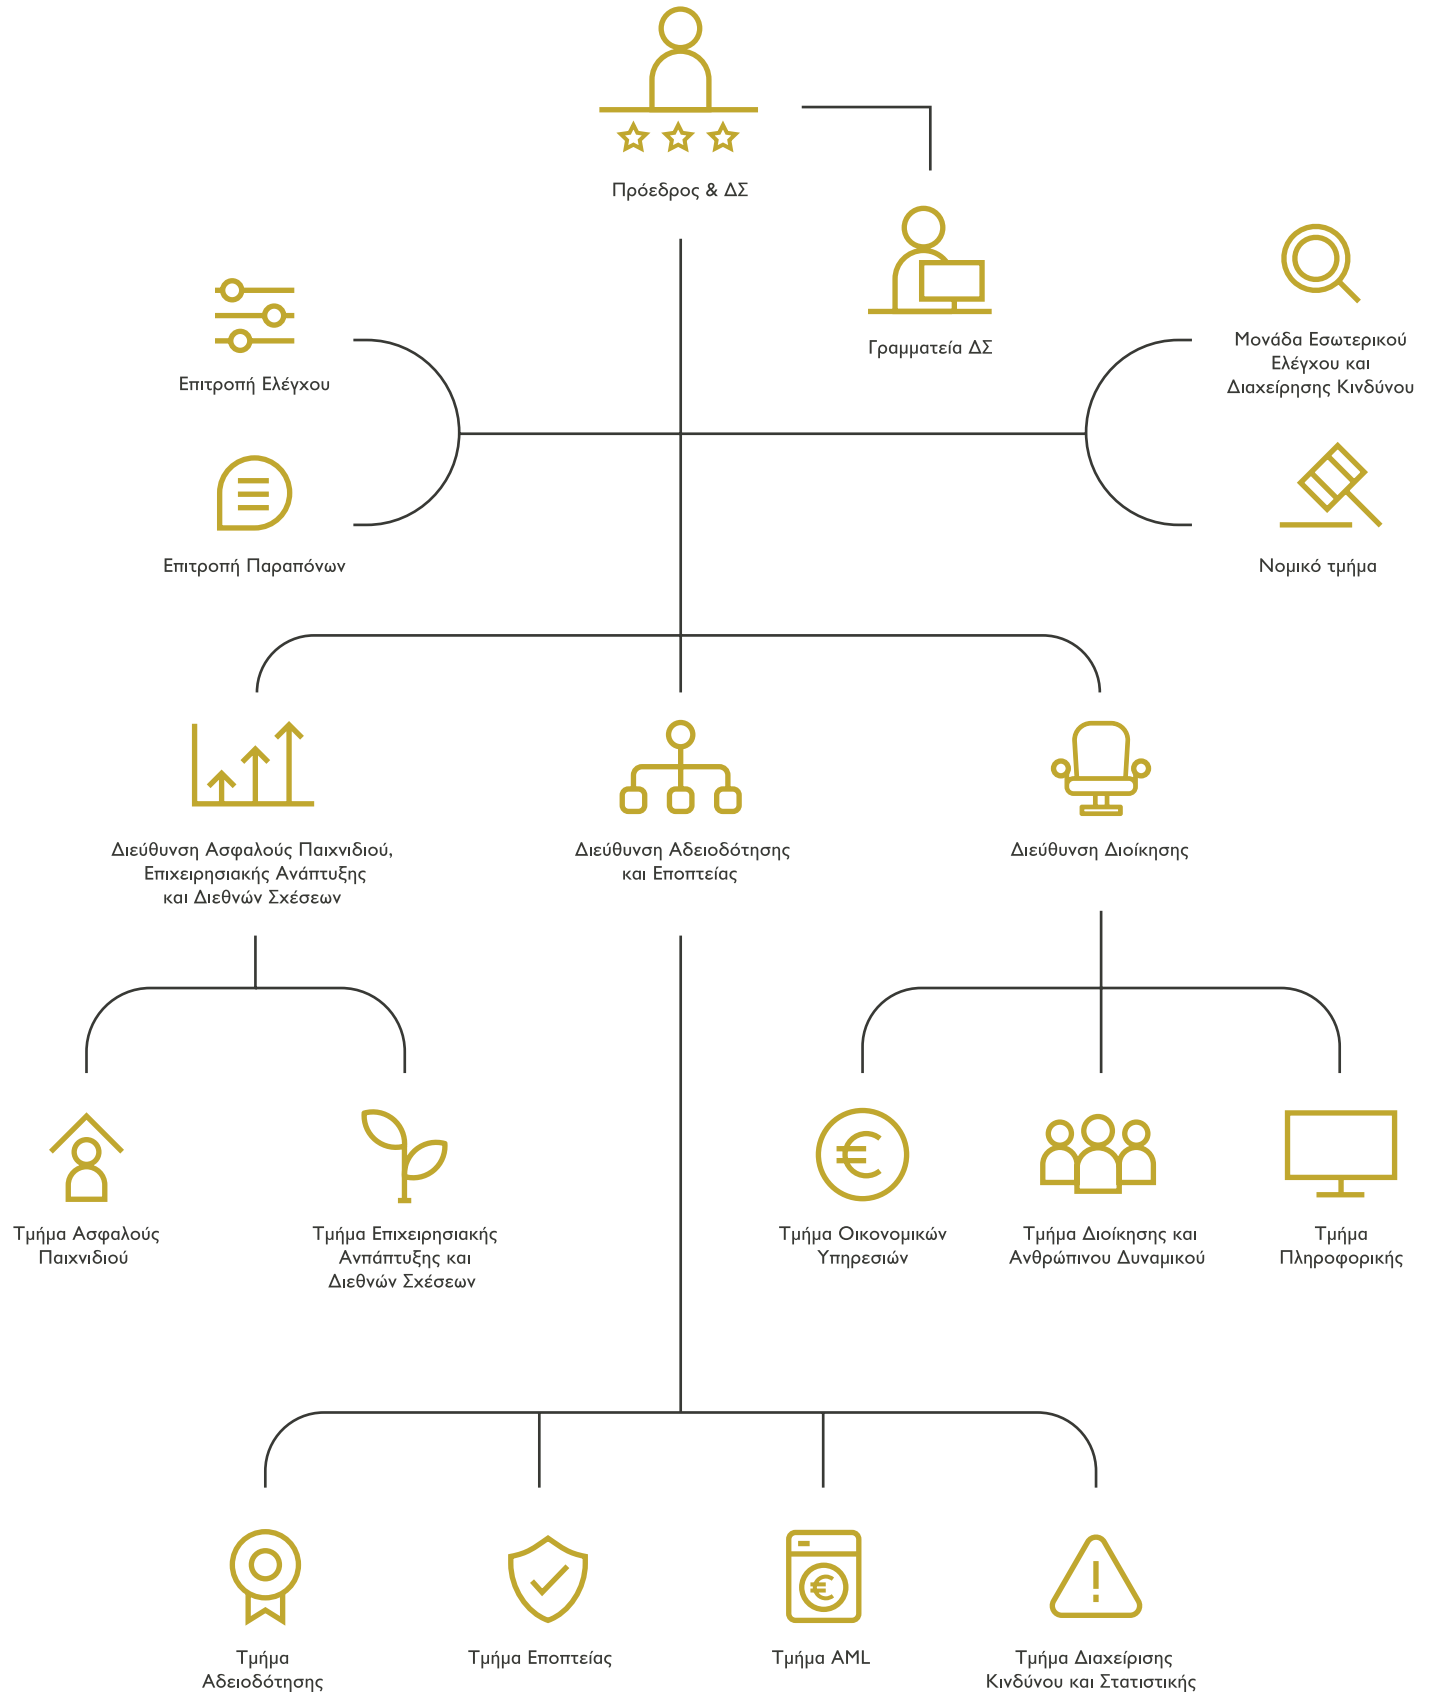 Πρόεδρος & ΔΣ
Γραμματεία ΔΣ
Επιτροπή Ελέγχου
Μονάδα Εσωτερικού
Ελέγχου και
Διαχείρησης Κινδύνου
Επιτροπή Παραπόνων
Νομικό τμήμα
Διεύθυνση Ασφαλούς Παιχνιδιού,
Επιχειρησιακής Ανάπτυξης
και Διεθνών Σχέσεων
Διεύθυνση Αδειοδότησης
και Εποπτείας
Διεύθυνση Διοίκησης
Τμήμα Ασφαλούς
Παιχνιδιού
Τμήμα Επιχειρησιακής
Ανπάπτυξης και
Διεθνών Σχέσεων
Τμήμα Οικονομικών
Υπηρεσιών
Τμήμα Διοίκησης και
Ανθρώπινου Δυναμικού
Τμήμα
Πληροφορικής
Τμήμα
Αδειοδότησης
Τμήμα Εποπτείας
Τμήμα AML
Τμήμα Διαχείρισης
Κινδύνου και Στατιστικής